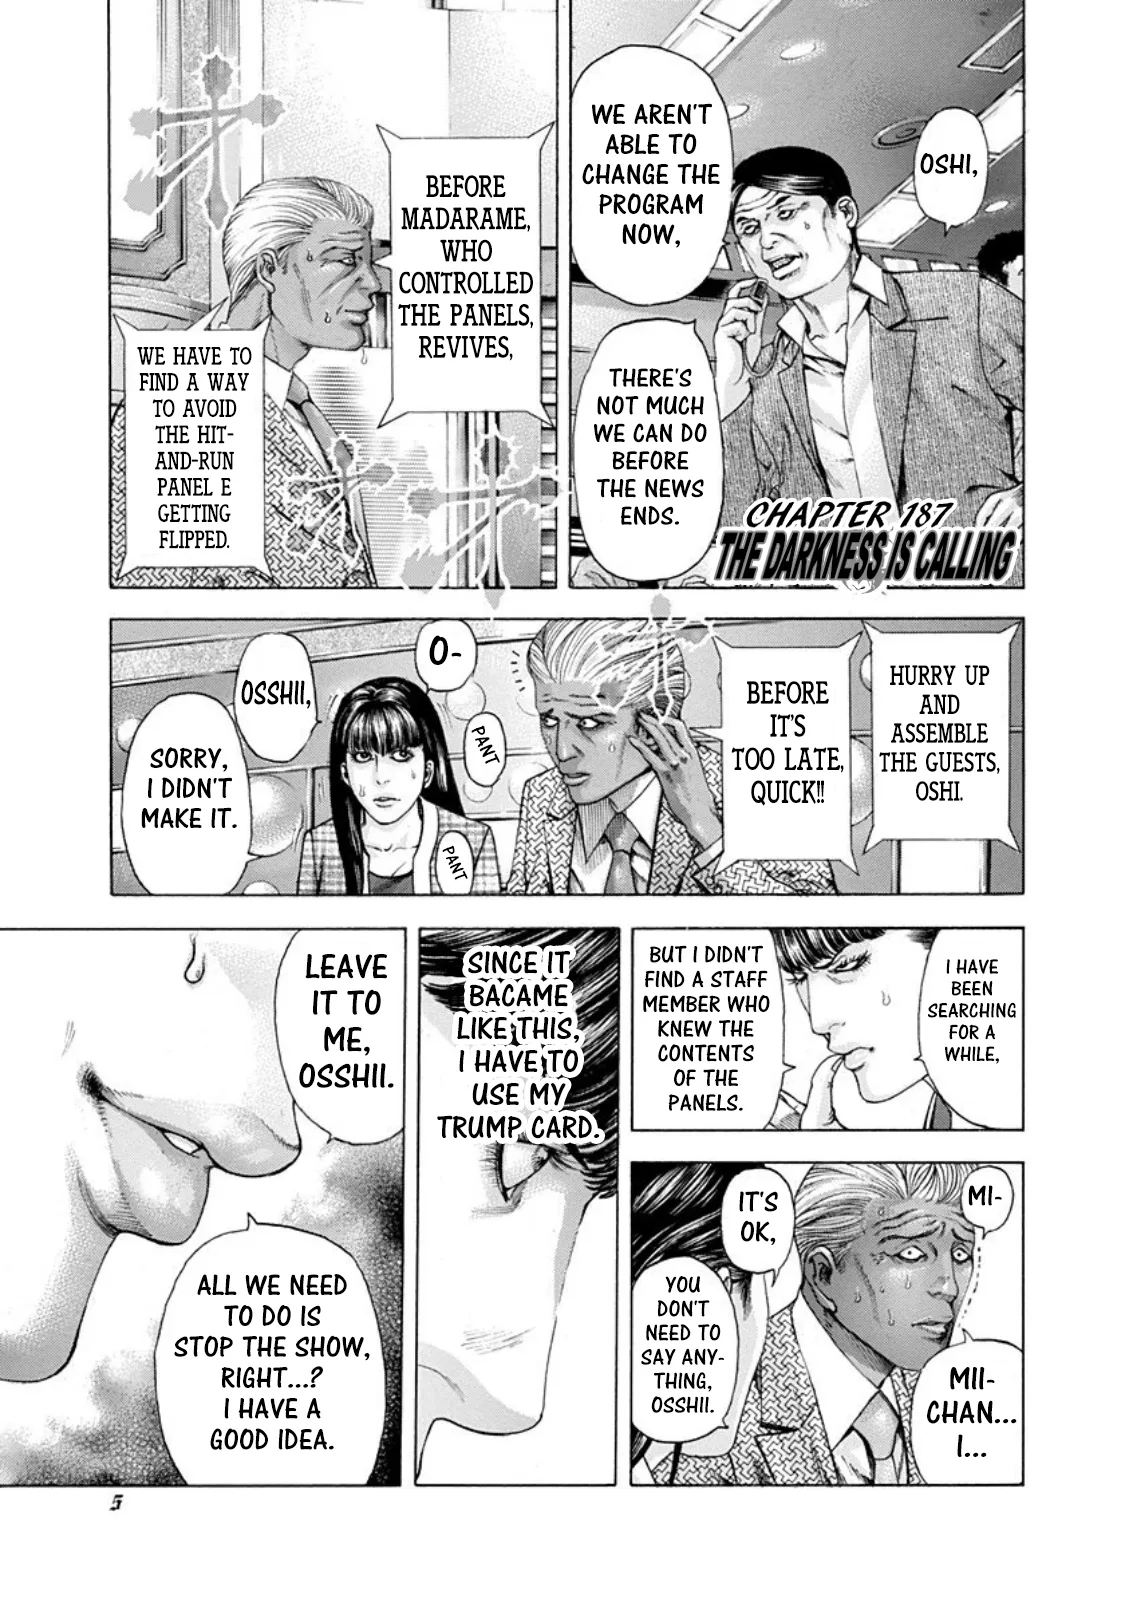 OSHI,
WE AREN'T
ABLE TO
CHANGE THE
PROGRAM
NOW,
THERE'S
NOT MUCH
WE CAN DO
BEFORE
THE NEWS
ENDS.
CHAPTER 187
THE DARKNESS IS CALLING
BEFORE
MADARAME,
WHO
CONTROLLED
THE PANELS,
REVIVES,
WE HAVE TO
FIND A WAY
TO AVOID
THE HIT-
AND-RUN
PANEL E
GETTING
FLIPPED.
HURRY UP
AND
ASSEMBLE
THE GUESTS,
OSHI.
BEFORE
IT'S
TOO LATE,
QUICK!!
O-
PANT
PANT
OSSHII,
SORRY,
I DIDN'T
MAKE IT.
I HAVE
BEEN
SEARCHING
FOR A
WHILE,
BUT I DIDN'T
FIND A STAFF
MEMBER WHO
KNEW THE
CONTENTS
OF THE
PANELS.
MI-
MII-
CHAN...
I...
IT'S
OK,
YOU
DON'T
NEED TO
SAY ANY-
THING,
OSSHII.
SINCE IT
BACAME
LIKE THIS,
I HAVE TO
USE MY
TRUMP CARD.
LEAVE
IT TO
ME,
OSSHII.
ALL WE NEED
TO DO IS
STOP THE SHOW,
RIGHT...?
I HAVE A
GOOD IDEA.
5